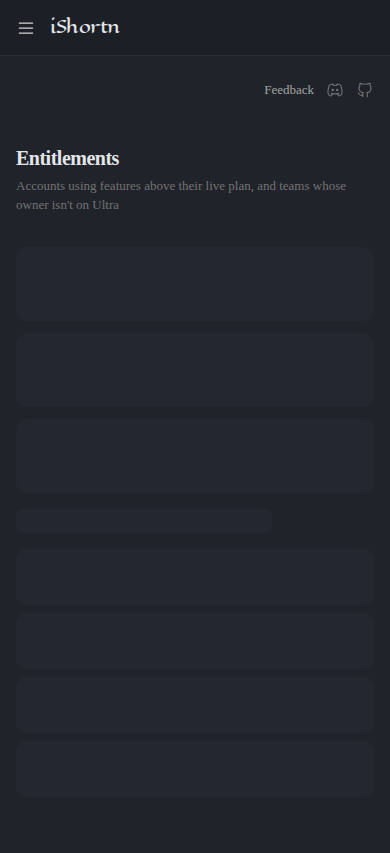 iShortn
Feedback
Entitlements
Accounts using features above their live plan, and teams whose
owner isn't on Ultra